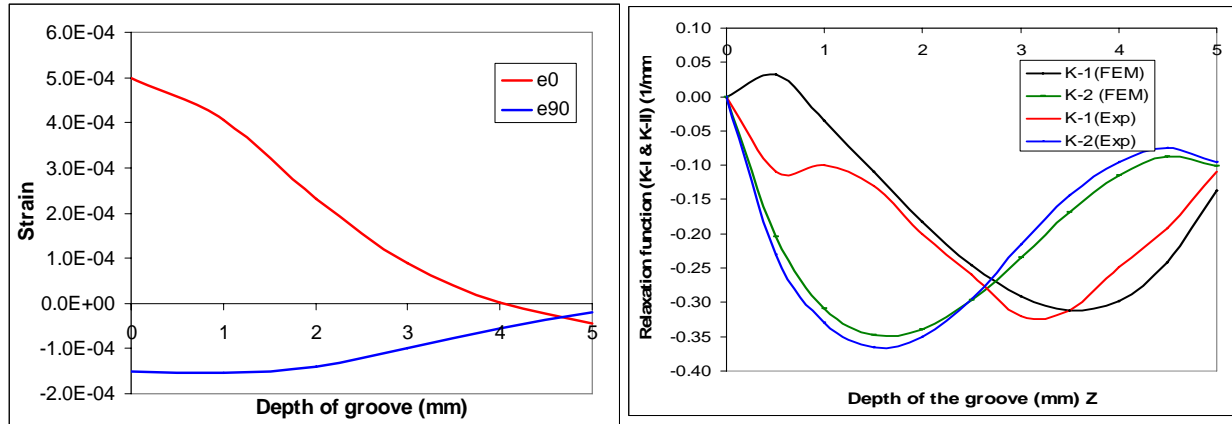 6.0E-04
5.0E-04
4.0E-04
3.0E-04
2.0E-04
1.0E-04
0.0E+00
-1.0E-04
-2.0E-04
Strain
0 1 2 3 4 5
Depth of groove (mm)
e0
e90
0.10
0.05
0.00
-0.05
-0.10
-0.15
-0.20
-0.25
-0.30
-0.35
-0.40
Relaxation function (K-I & K-II) (1/mm)
0 1 2 3 4 5
K-1(FEM)
K-2 (FEM)
K-1(Exp)
K-2(Exp)
Depth of the groove (mm) Z